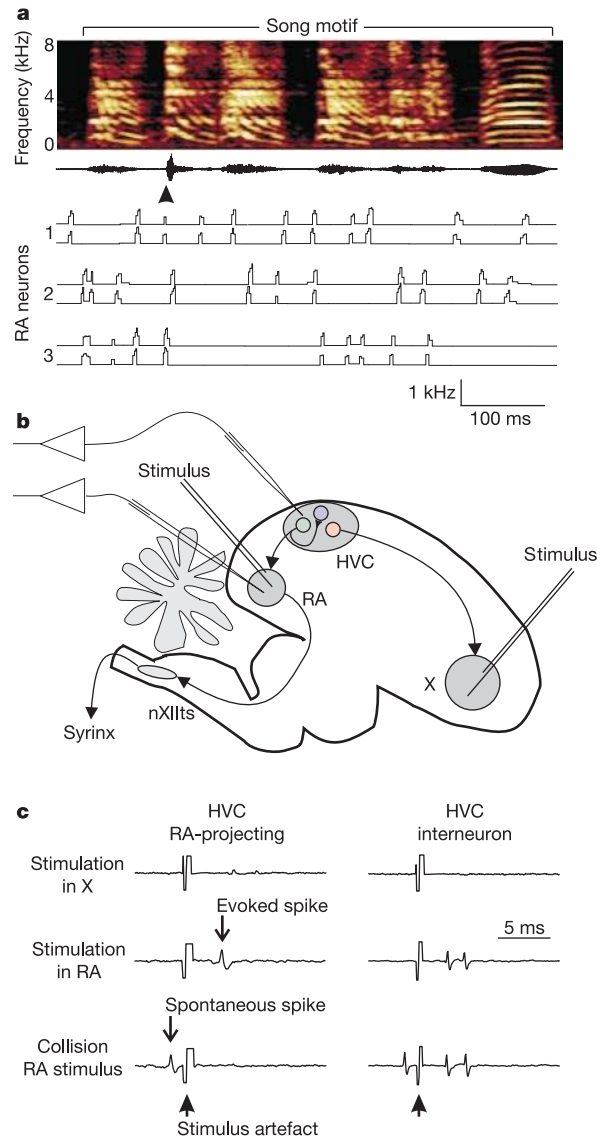 a
Song motif
Frequency (kHz)
8
4
0
RA neurons
1
2
3
1 kHz
100 ms
b
Stimulus
HVC
Stimulus
RA
X
nXIIts
Syrinx
c
HVC
RA-projecting
HVC
interneuron
Stimulation
in X
Evoked spike
5 ms
Stimulation
in RA
Spontaneous spike
Collision
RA stimulus
Stimulus artefact